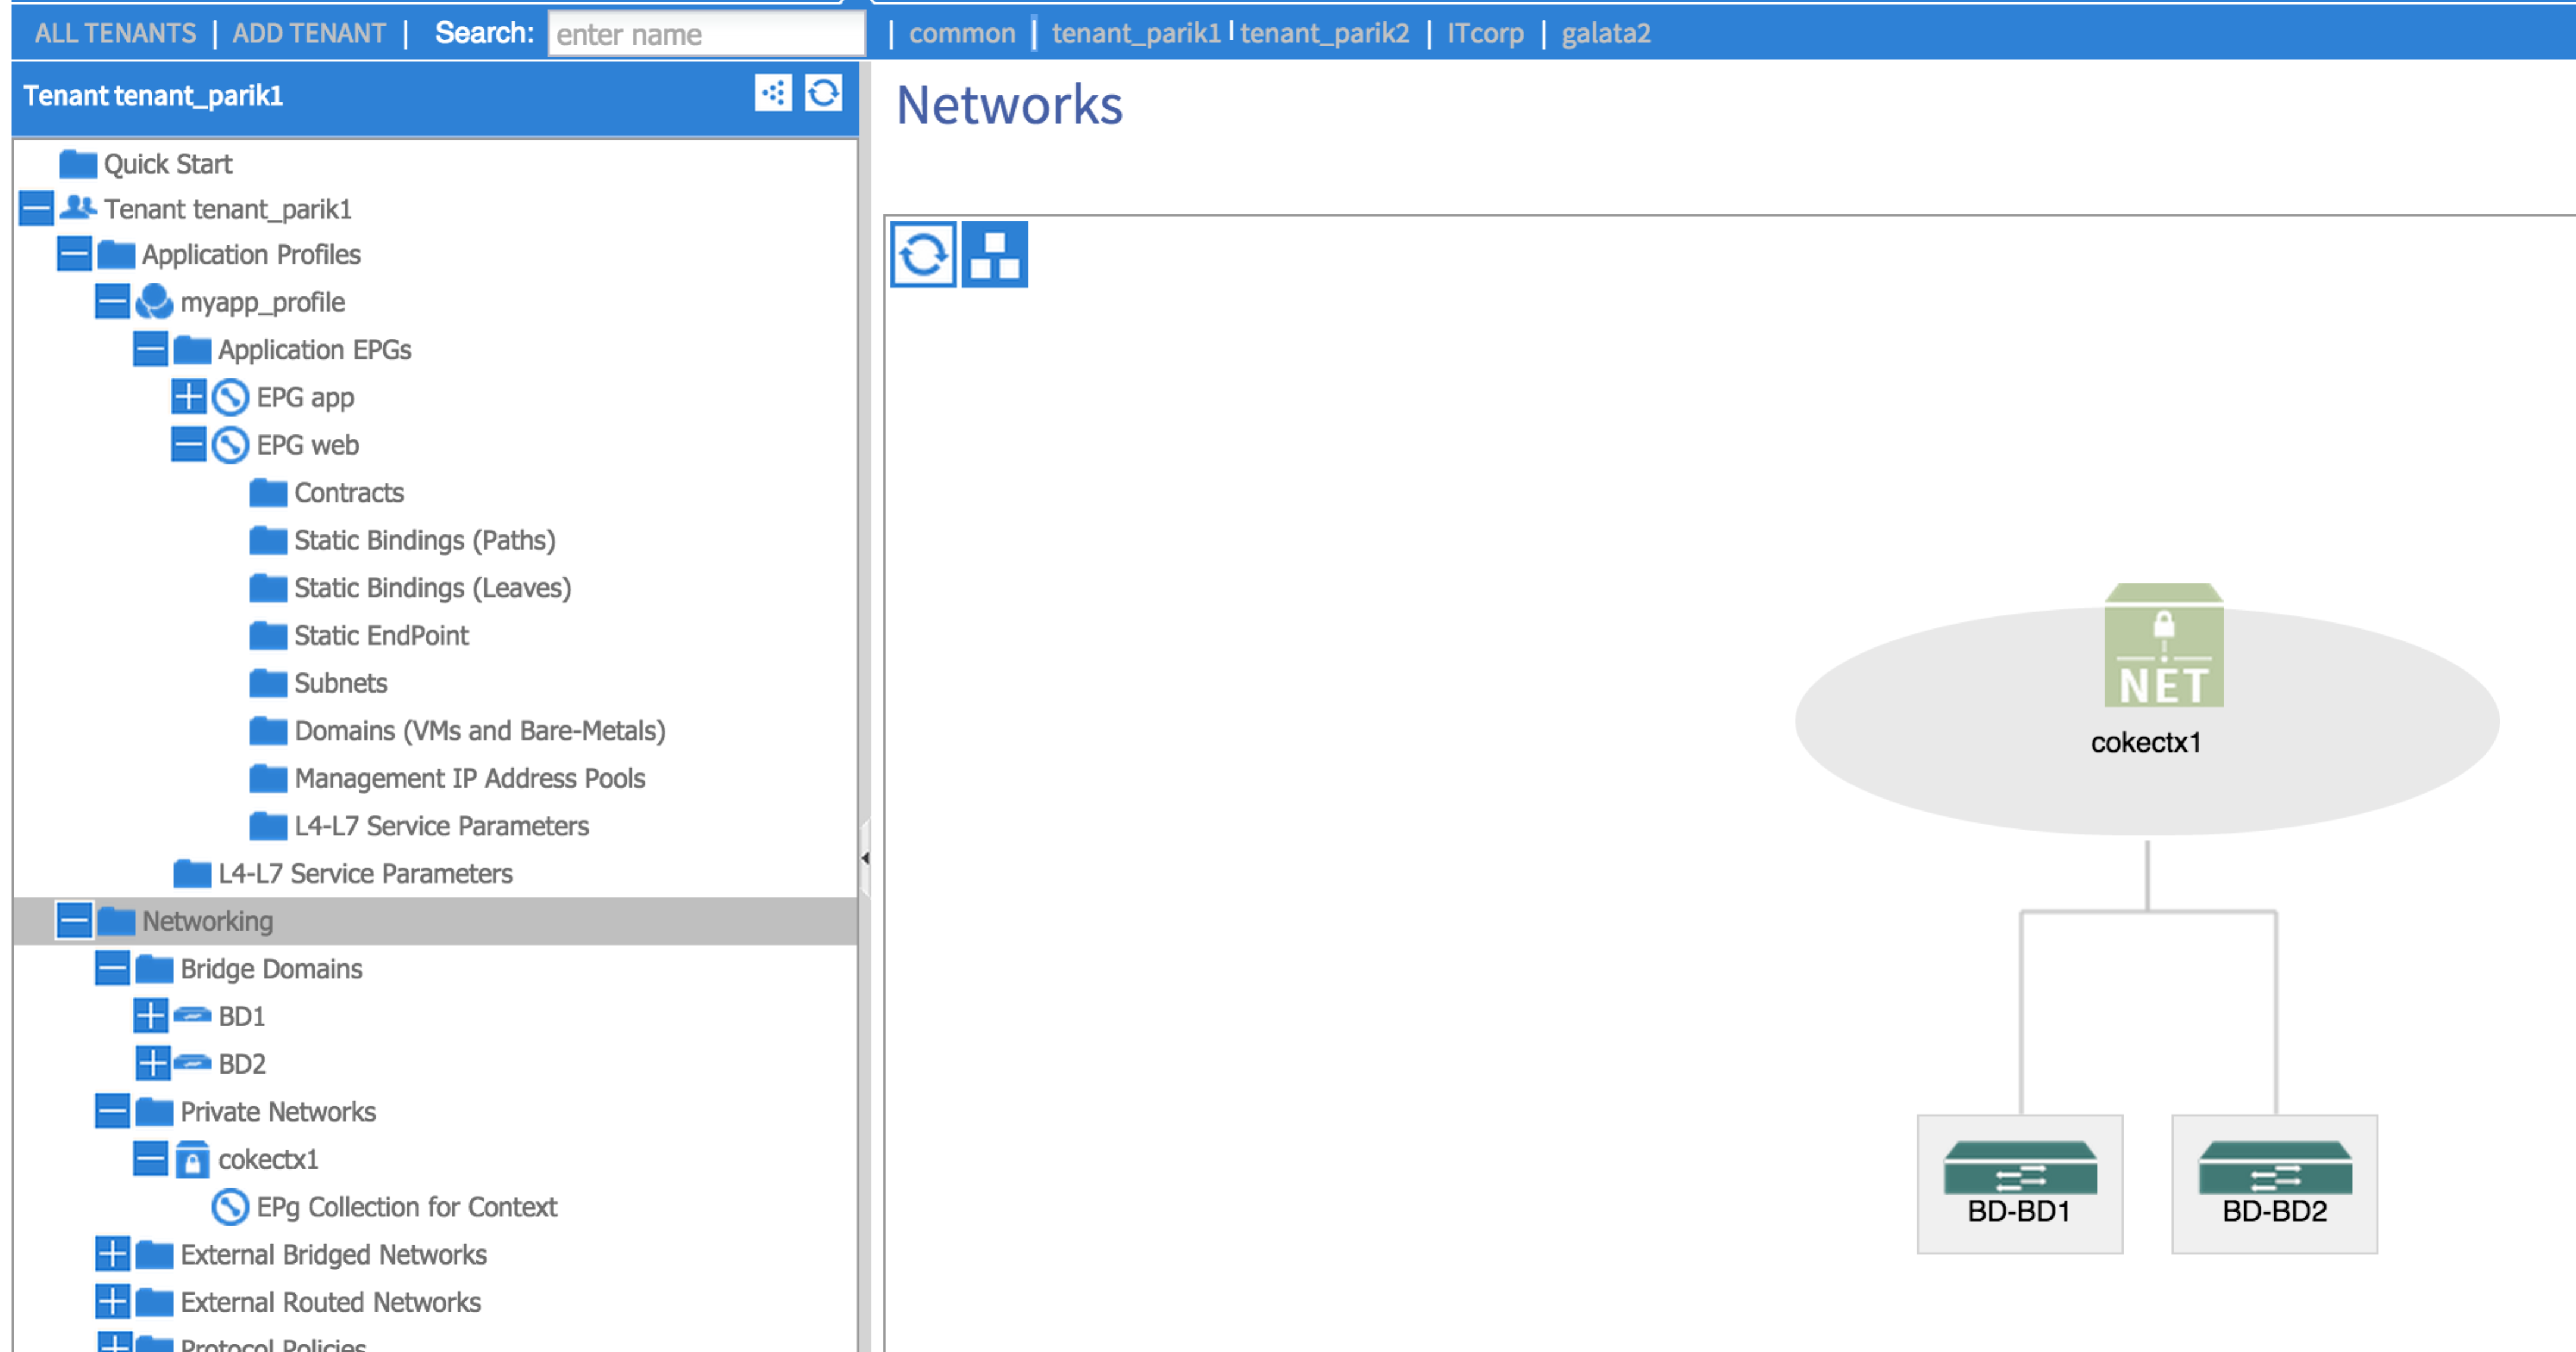 ALL TENANTS | ADD TENANT | Search: enter name | common | tenant_parik1 | tenant_parik2 | ITcorp | galata2
Tenant tenant_parik1
Networks
Quick Start
Tenant tenant_parik1
Application Profiles
myapp_profile
Application EPGs
EPG app
EPG web
Contracts
Static Bindings (Paths)
Static Bindings (Leaves)
Static EndPoint
Subnets
Domains (VMs and Bare-Metals)
Management IP Address Pools
L4-L7 Service Parameters
L4-L7 Service Parameters
Networking
Bridge Domains
BD1
BD2
Private Networks
cokectx1
EPg Collection for Context
External Bridged Networks
External Routed Networks
Protocol Policies
NET
cokectx1
BD-BD1
BD-BD2